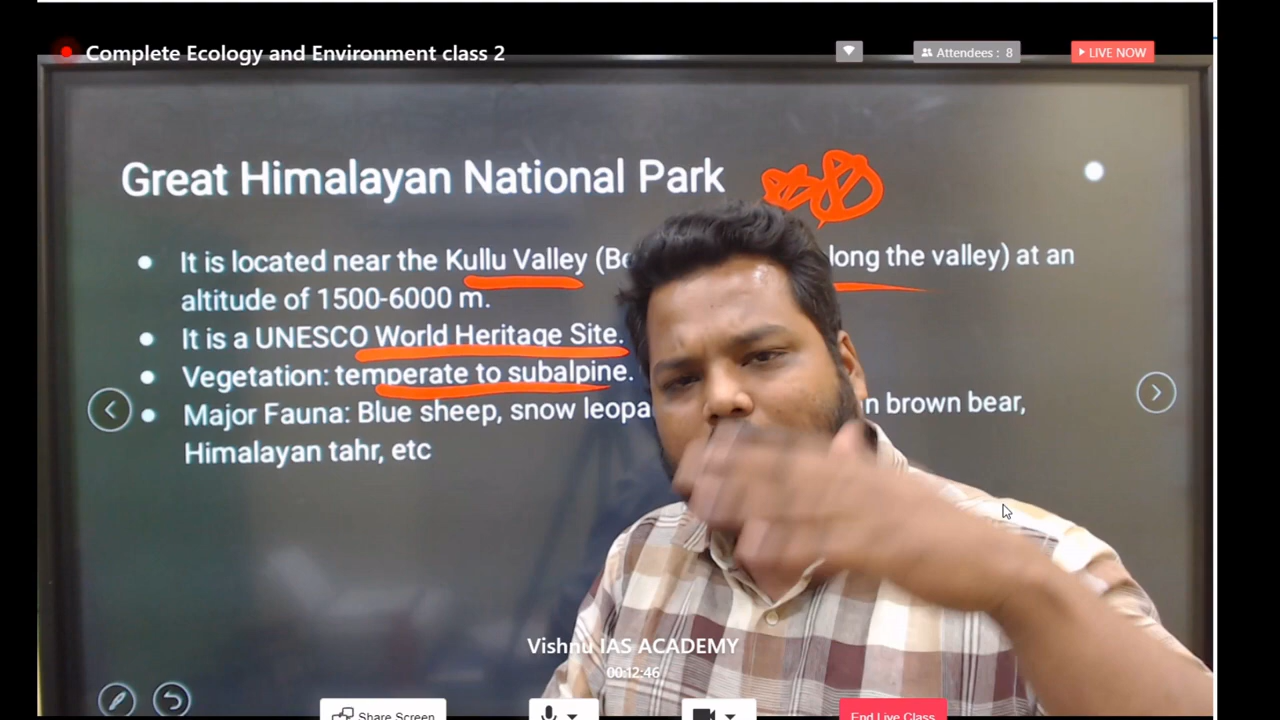 Complete Ecology and Environment class 2
Attendees : 8
LIVE NOW
Great Himalayan National Park
It is located near the Kullu Valley long the valley) at an
altitude of 1500-6000 m.
It is a UNESCO World Heritage Site.
Vegetation: temperate to subalpine.
Major Fauna: Blue sheep, snow brown bear,
Himalayan tahr, etc
Vishnu IAS ACADEMY
00:12:46
Share Screen
End Live Class